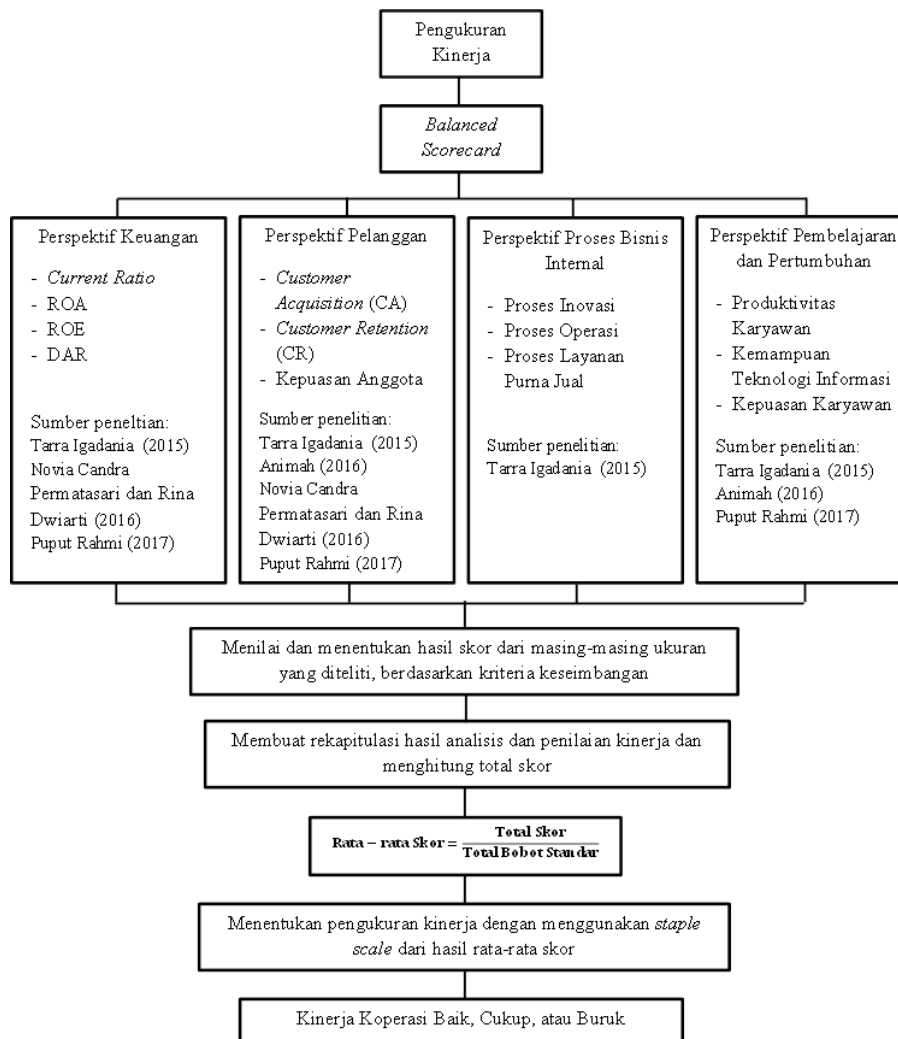 Pengukuran
Kinerja
Balanced
Scorecard
Perspektif Keuangan
- Current Ratio
- ROA
- ROE
- DAR
Sumber peneltian:
Tarra Igadania (2015)
Novia Candra
Permatasari dan Rina
Dwiarti (2016)
Puput Rahmi (2017)
Perspektif Pelanggan
- Customer
Acquisition (CA)
- Customer Retention
(CR)
- Kepuasan Anggota
Sumber penelitian:
Tarra Igadania (2015)
Animah (2016)
Novia Candra
Permatasari dan Rina
Dwiarti (2016)
Puput Rahmi (2017)
Perspektif Proses Bisnis
Internal
- Proses Inovasi
- Proses Operasi
- Proses Layanan
Purna Jual
Sumber penelitian:
Tarra Igadania (2015)
Perspektif Pembelajaran
dan Pertumbuhan
- Produktivitas
Karyawan
- Kemampuan
Teknologi Informasi
- Kepuasan Karyawan
Sumber penelitian:
Tarra Igadania (2015)
Animah (2016)
Puput Rahmi (2017)
Menilai dan menentukan hasil skor dari masing-masing ukuran
yang diteliti, berdasarkan kriteria keseimbangan
Membuat rekapitulasi hasil analisis dan penilaian kinerja dan
menghitung total skor
Rata – rata Skor = Total Skor
Total Bobot Standar
Menentukan pengukuran kinerja dengan menggunakan staple
scale dari hasil rata-rata skor
Kinerja Koperasi Baik, Cukup, atau Buruk